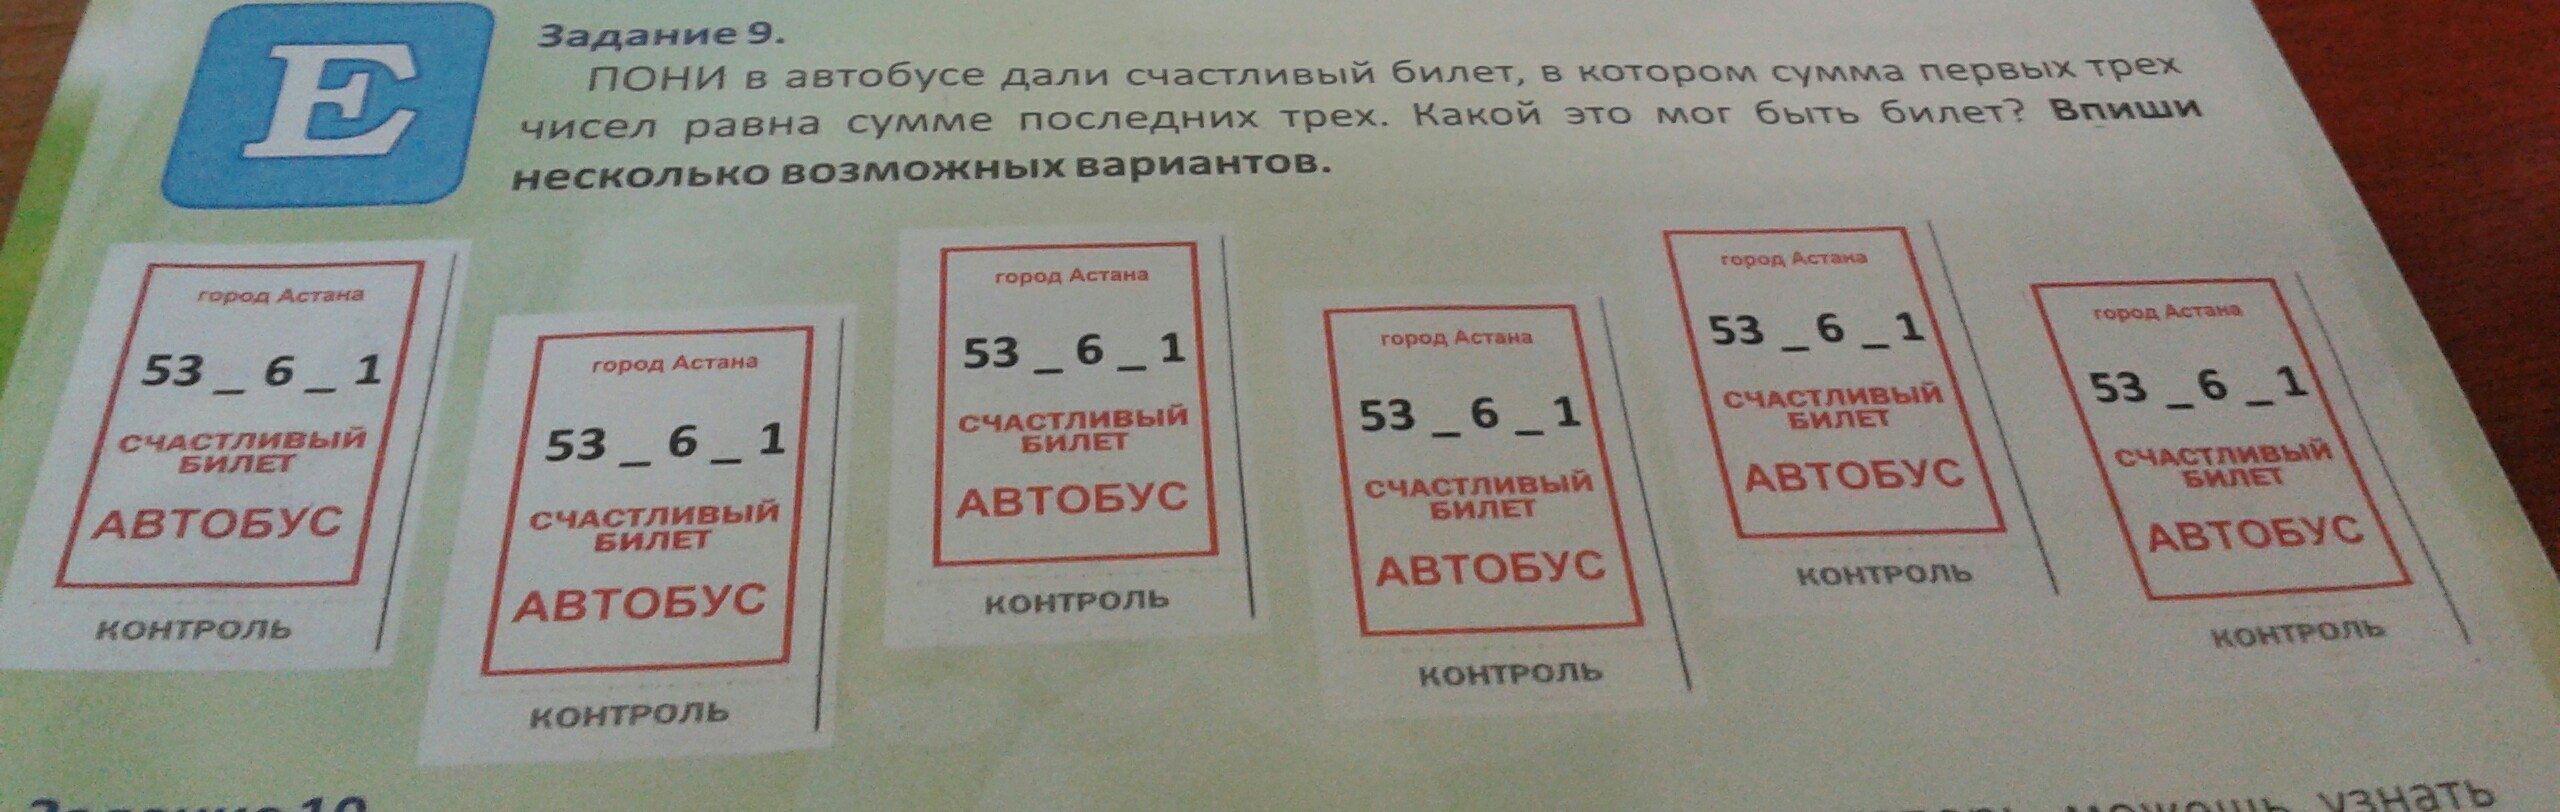 Е
Задание 9.
ПОНИ в автобусе дали счастливый билет, в котором сумма первых трех
чисел равна сумме последних трех. Какой это мог быть билет? Впиши
несколько возможных вариантов.
город Астана
53 _ 6 _ 1
СЧАСТЛИВЫЙ
БИЛЕТ
АВТОБУС
КОНТРОЛЬ
город Астана
53 _ 6 _ 1
СЧАСТЛИВЫЙ
БИЛЕТ
АВТОБУС
КОНТРОЛЬ
город Астана
53 _ 6 _ 1
СЧАСТЛИВЫЙ
БИЛЕТ
АВТОБУС
КОНТРОЛЬ
город Астана
53 _ 6 _ 1
СЧАСТЛИВЫЙ
БИЛЕТ
АВТОБУС
КОНТРОЛЬ
город Астана
53 _ 6 _ 1
СЧАСТЛИВЫЙ
БИЛЕТ
АВТОБУС
КОНТРОЛЬ
город Астана
53 _ 6 _ 1
СЧАСТЛИВЫЙ
БИЛЕТ
АВТОБУС
КОНТРОЛЬ
Задание 10
можешь узнать